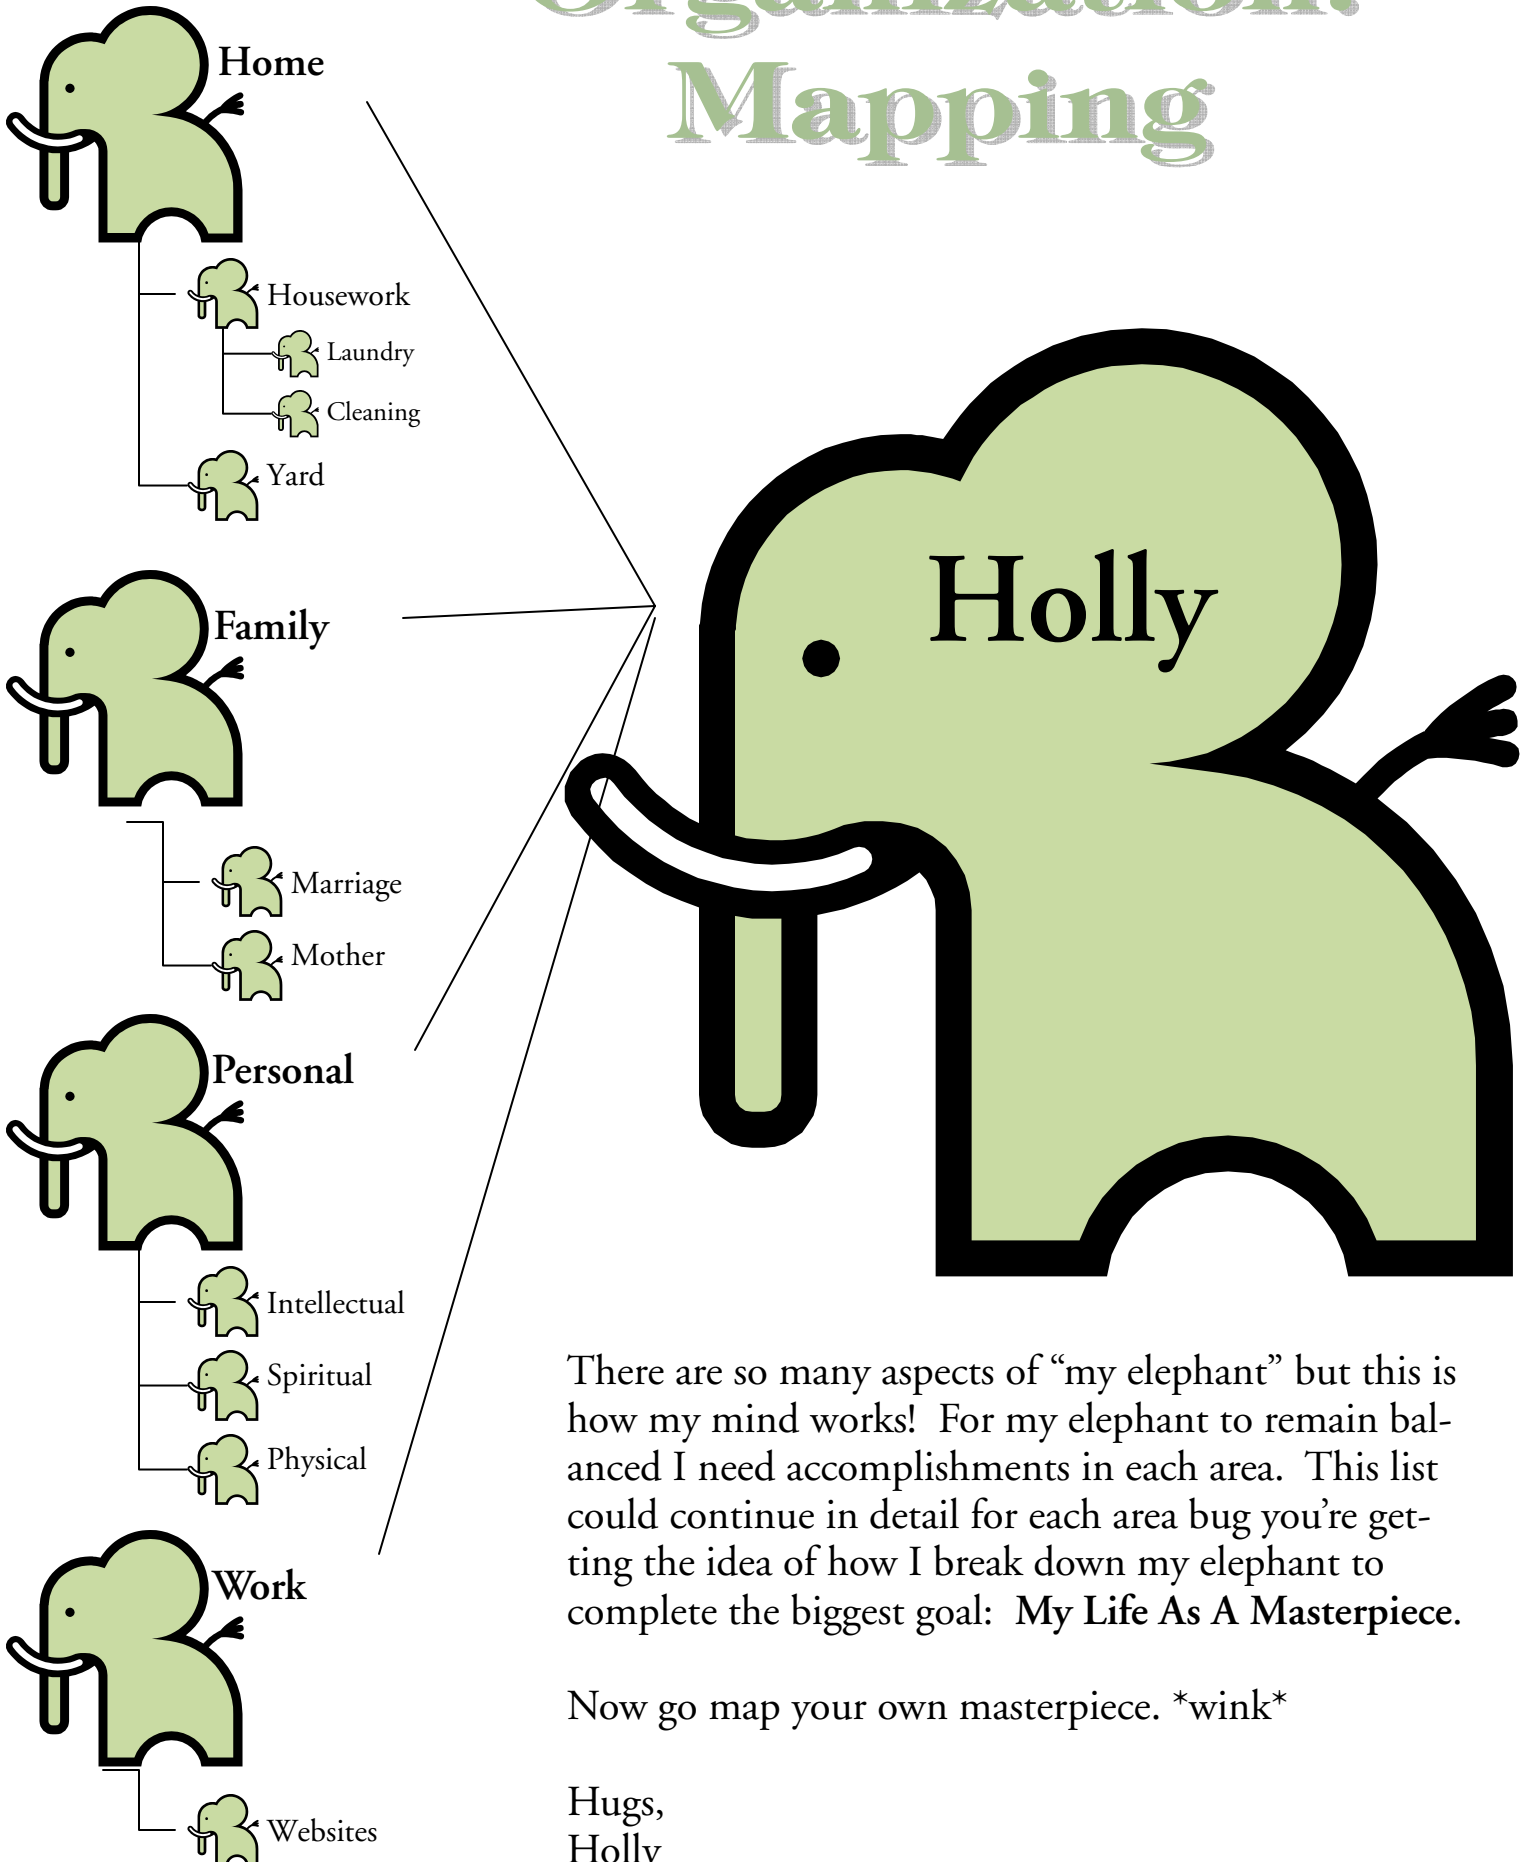 Organization:
Mapping
Home
Housework
Laundry
Cleaning
Yard
Family
Marriage
Mother
Personal
Intellectual
Spiritual
Physical
Work
Websites
Holly
There are so many aspects of “my elephant” but this is
how my mind works!  For my elephant to remain bal-
anced I need accomplishments in each area.  This list
could continue in detail for each area bug you’re get-
ting the idea of how I break down my elephant to
complete the biggest goal:  My Life As A Masterpiece.
Now go map your own masterpiece. *wink*
Hugs,
Holly